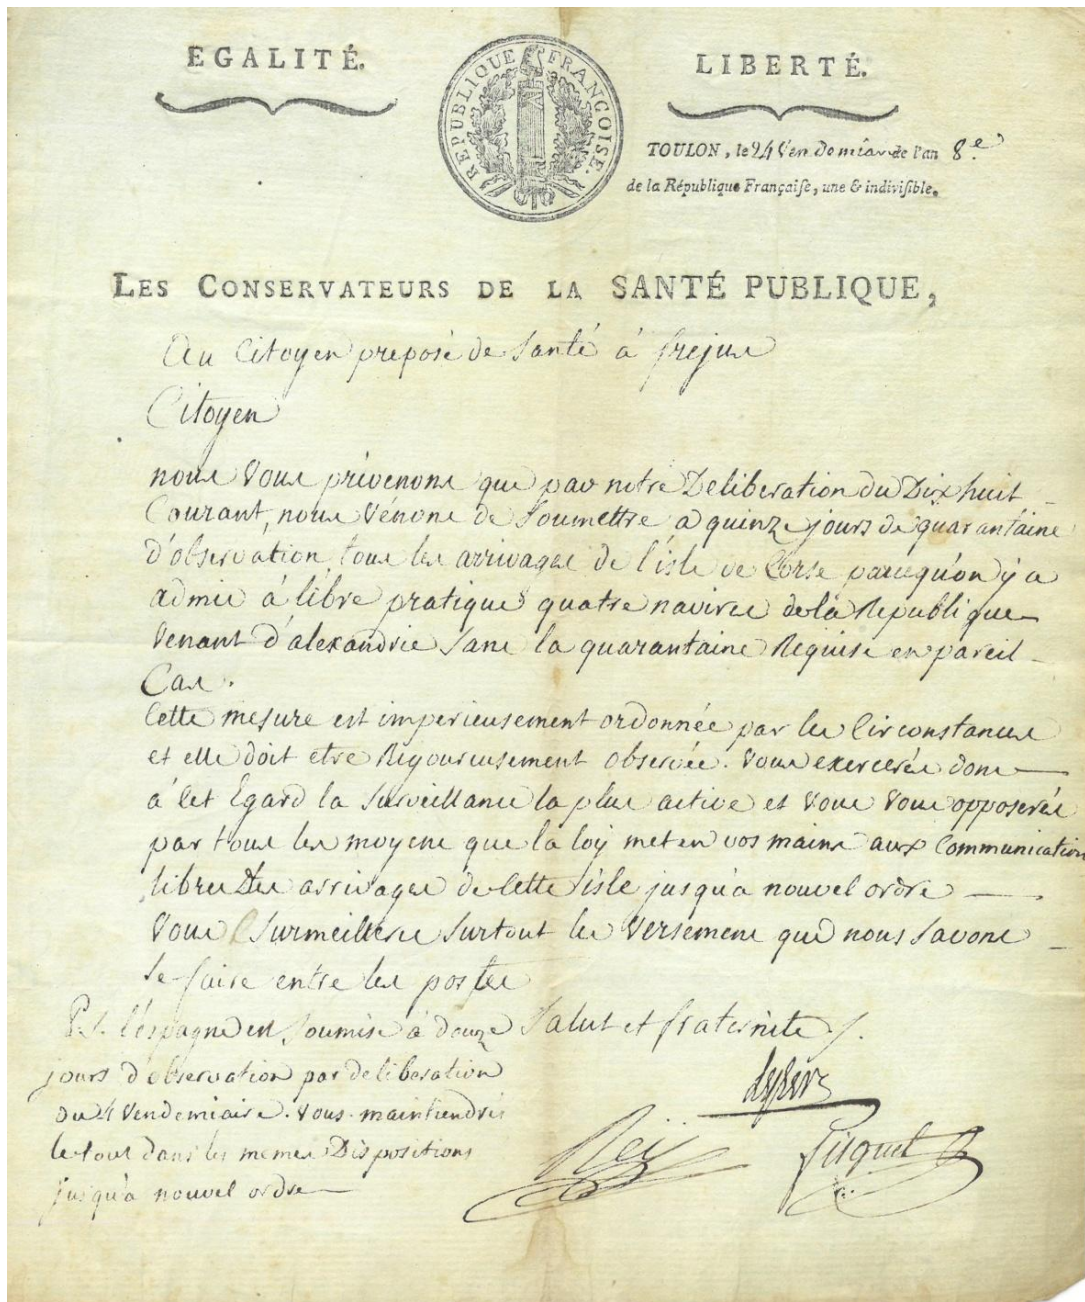 EGALITÉ.
RÉPUBLIQUE FRANÇOISE.
LIBERTÉ.
TOULON, le 24 Vendemiaire de l'an 8.e
de la République Françaiſe, une & indiviſible.
LES CONSERVATEURS DE LA SANTÉ PUBLIQUE,
Au Citoyen preposé de Santé à frejus
Citoyen
nous Vous prévenons que par notre Deliberation du Dix huit
Courant, nous Vénons de Soumettre a quinze jours de quarantaine
d'observation tous les arrivages de l'isle de Corse parcequ'on y a
admis à libre pratique quatre navires de la Republique
Venant d'alexandrie Sans la quarantaine Requise en pareil
Cas.
Cette mesure est imperieusement ordonnée par les Circonstances
et elle doit etre Rigoureusement observée. Vous exercerés donc
à cet Egard la Surveillance la plus active et Vous Vous opposerés
par tous les moyens que la loy met en vos mains aux Communication
libres Des arrivages de Cette isle jusqu'a nouvel ordre
Vous Surveillerés Surtout les Versemens que nous Savons
Se faire entre les postes
Salut et fraternité
P.S. l'espagne est Soumise à douze
jours d'observation par deliberation
du 4 Vendemiaire. Vous maintiendrés
le tout dans les memes Dispositions
jusqu'à nouvel ordre
Rei